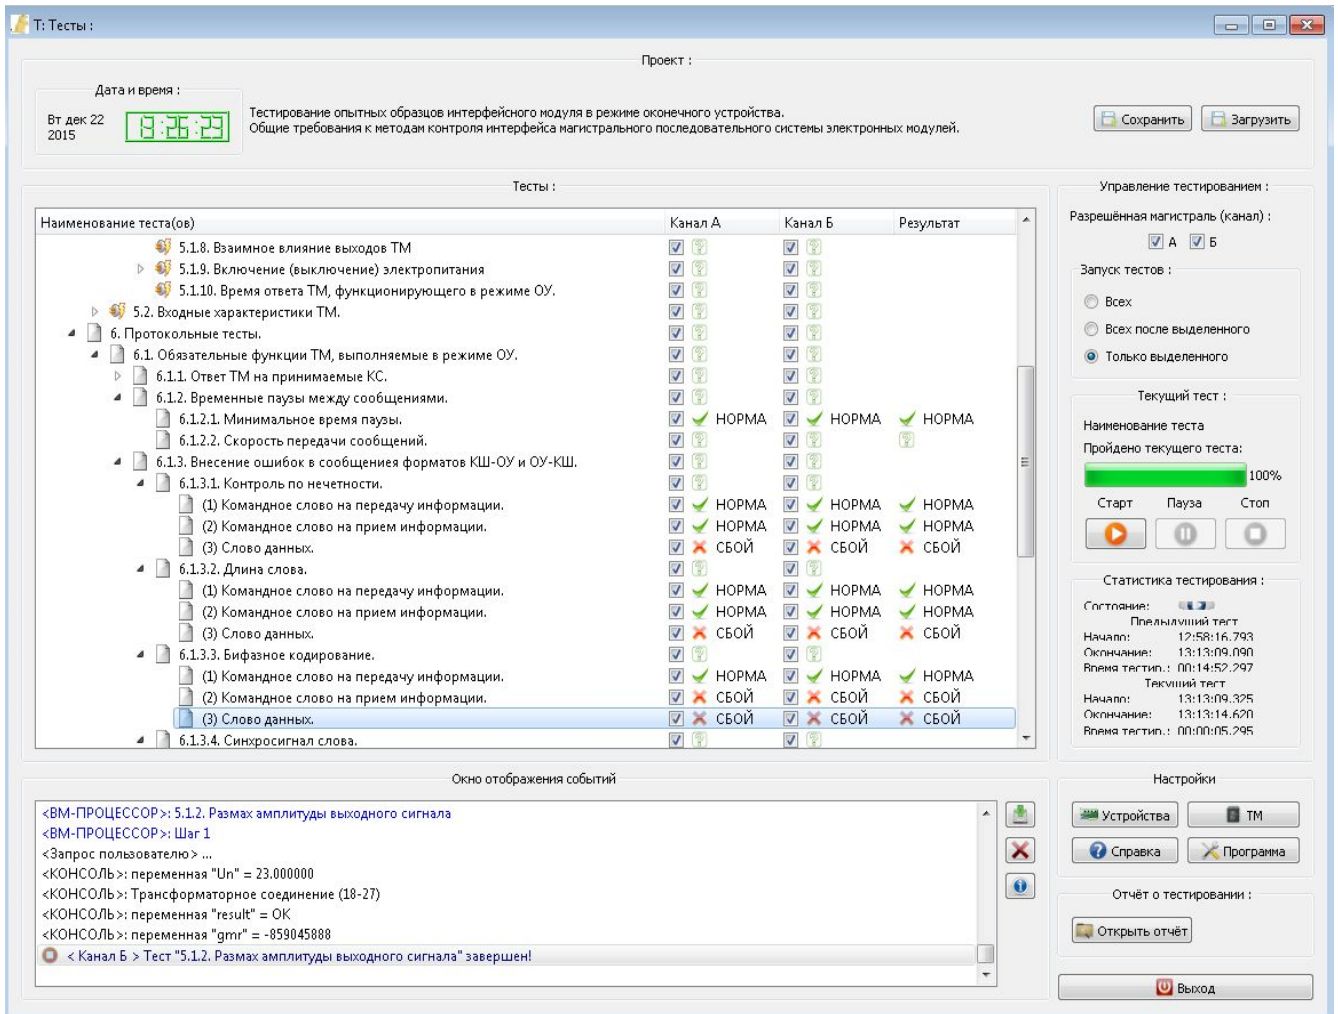 Т: Тесты :
Проект :
Дата и время :
Вт дек 22
2015
19:26:29
Тестирование опытных образцов интерфейсного модуля в режиме оконечного устройства.
Общие требования к методам контроля интерфейса магистрального последовательного системы электронных модулей.
Сохранить
Загрузить
Тесты :
Наименование теста(ов) Канал А Канал Б Результат
5.1.8. Взаимное влияние выходов ТМ
5.1.9. Включение (выключение) электропитания
5.1.10. Время ответа ТМ, функционирующего в режиме ОУ.
5.2. Входные характеристики ТМ.
6. Протокольные тесты.
6.1. Обязательные функции ТМ, выполняемые в режиме ОУ.
6.1.1. Ответ ТМ на принимаемые КС.
6.1.2. Временные паузы между сообщениями.
6.1.2.1. Минимальное время паузы. НОРМА НОРМА НОРМА
6.1.2.2. Скорость передачи сообщений.
6.1.3. Внесение ошибок в сообщениея форматов КШ-ОУ и ОУ-КШ.
6.1.3.1. Контроль по нечетности.
(1) Командное слово на передачу информации. НОРМА НОРМА НОРМА
(2) Командное слово на прием информации. НОРМА НОРМА НОРМА
(3) Слово данных. СБОЙ СБОЙ СБОЙ
6.1.3.2. Длина слова.
(1) Командное слово на передачу информации. НОРМА НОРМА НОРМА
(2) Командное слово на прием информации. НОРМА НОРМА НОРМА
(3) Слово данных. СБОЙ СБОЙ СБОЙ
6.1.3.3. Бифазное кодирование.
(1) Командное слово на передачу информации. НОРМА НОРМА НОРМА
(2) Командное слово на прием информации. СБОЙ СБОЙ СБОЙ
(3) Слово данных. СБОЙ СБОЙ СБОЙ
6.1.3.4. Синхросигнал слова.
Управление тестированием :
Разрешённая магистраль (канал) :
А Б
Запуск тестов :
Всех
Всех после выделенного
Только выделенного
Текущий тест :
Наименование теста
Пройдено текущего теста:
100%
Старт Пауза Стоп
Статистика тестирования :
Состояние:
Предыдущий тест
Начало: 12:58:16.793
Окончание: 13:13:09.090
Время тестир.: 00:14:52.297
Текущий тест
Начало: 13:13:09.325
Окончание: 13:13:14.620
Время тестир.: 00:00:05.295
Окно отображения событий
<ВМ-ПРОЦЕССОР>: 5.1.2. Размах амплитуды выходного сигнала
<ВМ-ПРОЦЕССОР>: Шаг 1
<Запрос пользователю> ...
<КОНСОЛЬ>: переменная "Un" = 23.000000
<КОНСОЛЬ>: Трансформаторное соединение (18-27)
<КОНСОЛЬ>: переменная "result" = OK
<КОНСОЛЬ>: переменная "gmr" = -859045888
< Канал Б > Тест "5.1.2. Размах амплитуды выходного сигнала" завершен!
Настройки
Устройства
ТМ
Справка
Программа
Отчёт о тестировании :
Открыть отчёт
Выход